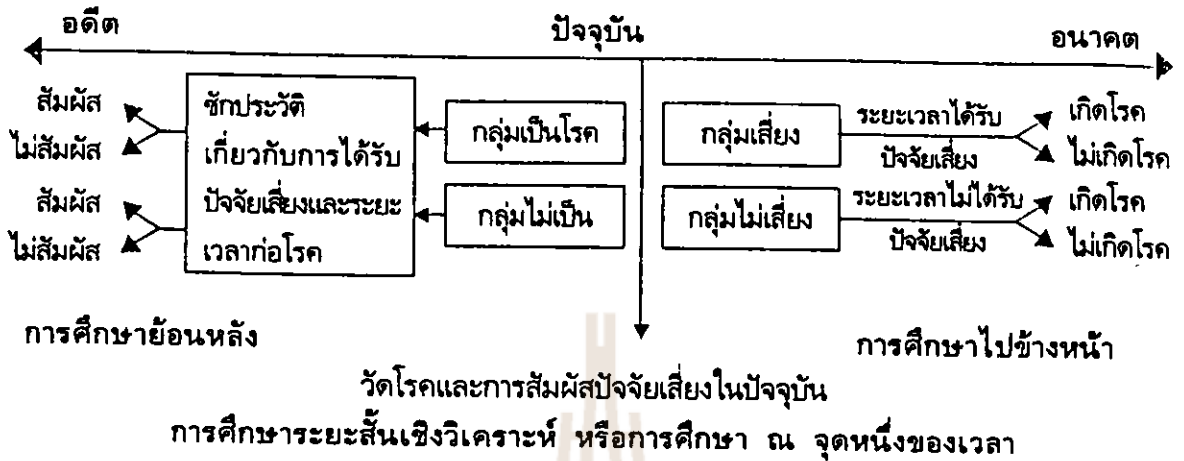 อดีต ปัจจุบัน อนาคต
สัมผัส
ไม่สัมผัส
สัมผัส
ไม่สัมผัส
ซักประวัติ
เกี่ยวกับการได้รับ
ปัจจัยเสี่ยงและระยะ
เวลาก่อโรค
กลุ่มเป็นโรค
กลุ่มไม่เป็น
กลุ่มเสี่ยง
ระยะเวลาได้รับ
ปัจจัยเสี่ยง
เกิดโรค
ไม่เกิดโรค
กลุ่มไม่เสี่ยง
ระยะเวลาไม่ได้รับ
ปัจจัยเสี่ยง
เกิดโรค
ไม่เกิดโรค
การศึกษาย้อนหลัง
การศึกษาไปข้างหน้า
วัดโรคและการสัมผัสปัจจัยเสี่ยงในปัจจุบัน
การศึกษาระยะสั้นเชิงวิเคราะห์ หรือการศึกษา ณ จุดหนึ่งของเวลา